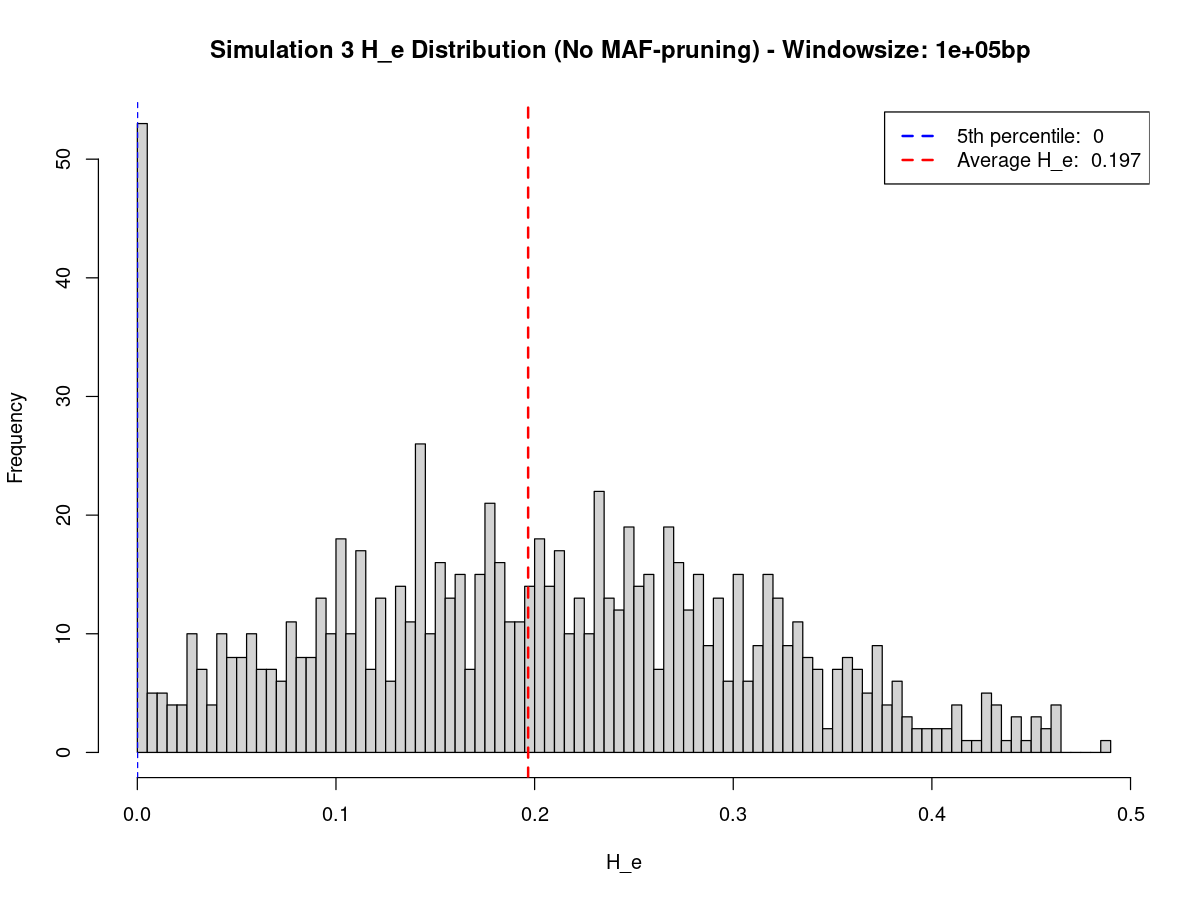 Simulation 3 H_e Distribution (No MAF-pruning) - Windowsize: 1e+05bp
5th percentile:  0
Average H_e:  0.197
Frequency
50
40
30
20
10
0
0.0 0.1 0.2 0.3 0.4 0.5
H_e